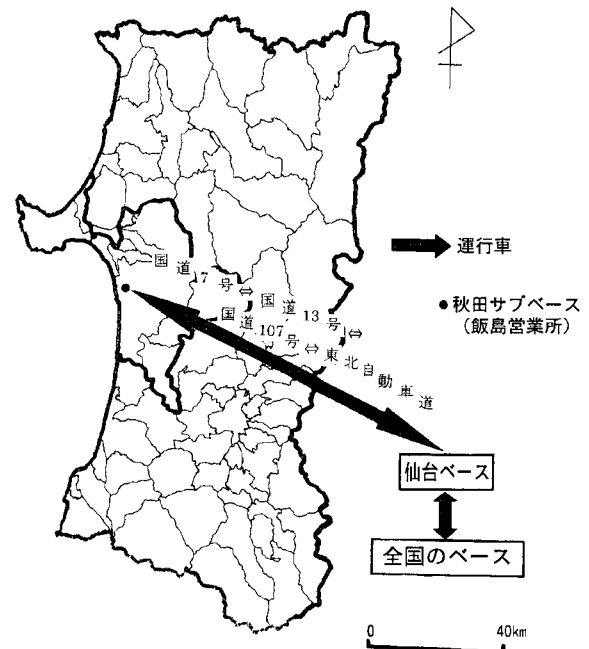 国道7号⇔国道13号⇔
国道107号⇔東北自動車道
運行車
●秋田サブベース
（飯島営業所）
仙台ベース
全国のベース
0 40km